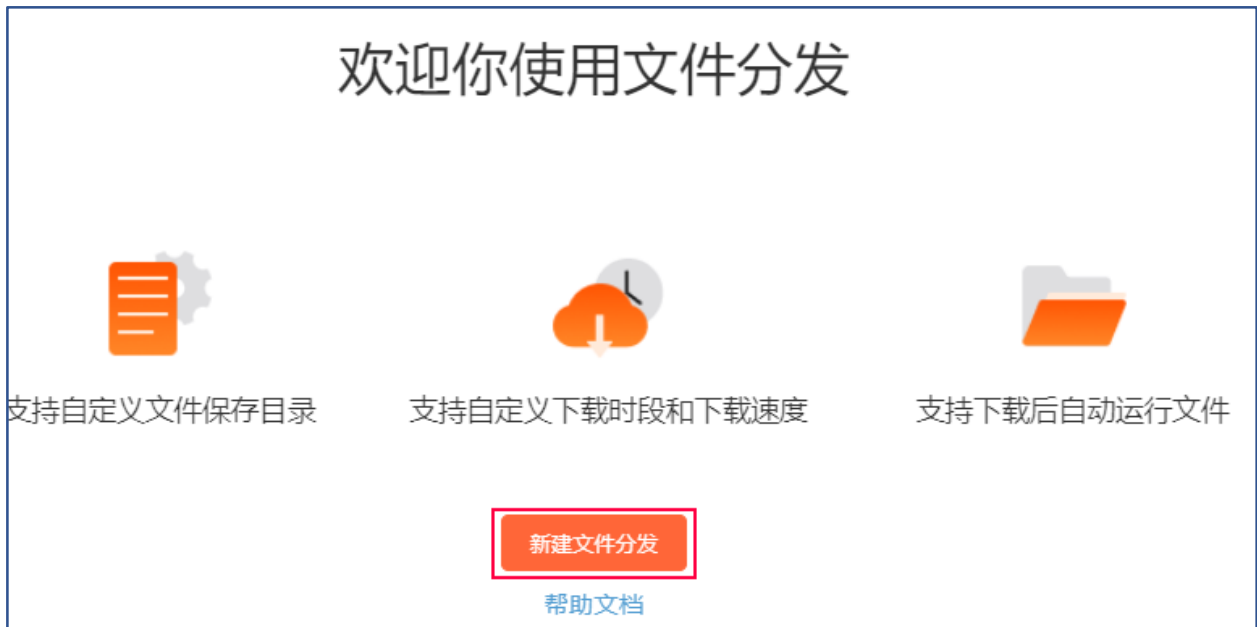 欢迎你使用文件分发
支持自定义文件保存目录
支持自定义下载时段和下载速度
支持下载后自动运行文件
新建文件分发
帮助文档